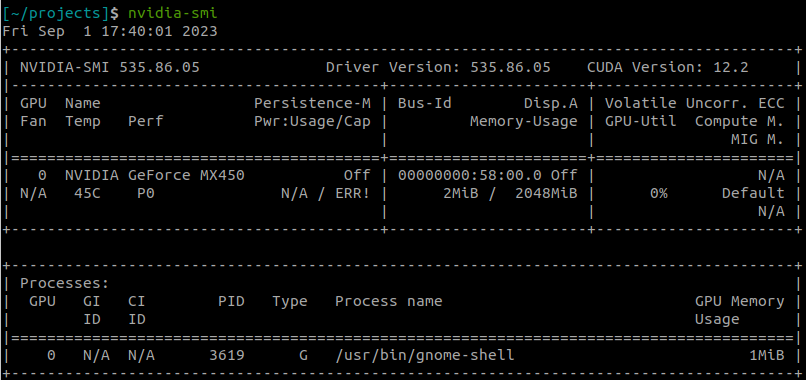 [~/projects]$ nvidia-smi
Fri Sep  1 17:40:01 2023
+---------------------------------------------------------------------------------------+
| NVIDIA-SMI 535.86.05              Driver Version: 535.86.05    CUDA Version: 12.2     |
|-----------------------------------------+----------------------+----------------------+
| GPU  Name                 Persistence-M | Bus-Id        Disp.A | Volatile Uncorr. ECC |
| Fan  Temp   Perf          Pwr:Usage/Cap |         Memory-Usage | GPU-Util  Compute M. |
|                                         |                      |               MIG M. |
|=========================================+======================+======================|
|   0  NVIDIA GeForce MX450           Off | 00000000:58:00.0 Off |                  N/A |
| N/A   45C    P0              N/A / ERR! |      2MiB /  2048MiB |      0%      Default |
|                                         |                      |                  N/A |
+-----------------------------------------+----------------------+----------------------+

+---------------------------------------------------------------------------------------+
| Processes:                                                                            |
|  GPU   GI   CI        PID   Type   Process name                            GPU Memory |
|        ID   ID                                                             Usage      |
|=======================================================================================|
|    0   N/A  N/A      3619      G   /usr/bin/gnome-shell                          1MiB |
+---------------------------------------------------------------------------------------+